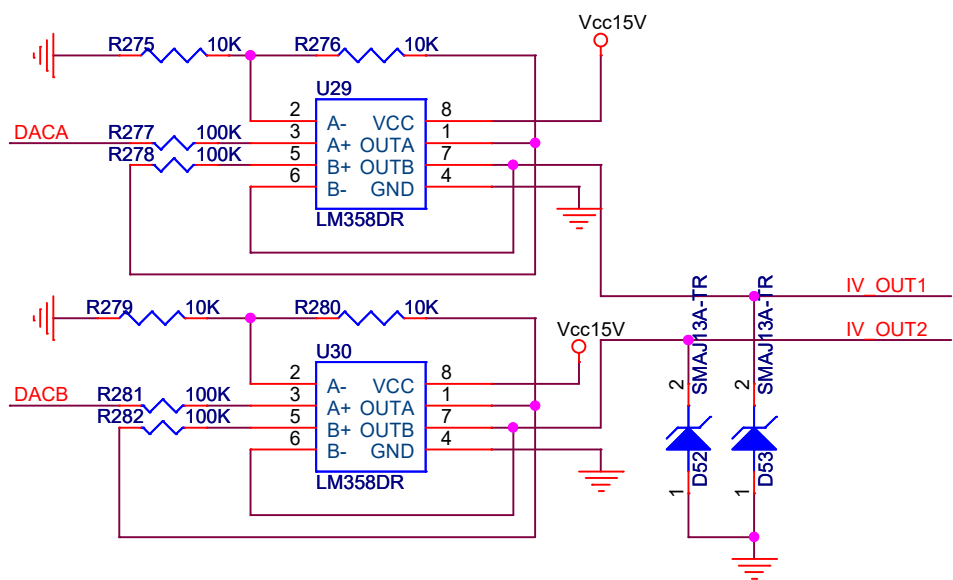 Vcc15V
R275 10K R276 10K
U29
2 A- VCC 8
DACA R277 100K 3 A+ OUTA 1
R278 100K 5 B+ OUTB 7
6 B- GND 4
LM358DR
SMAJ13A-TR
SMAJ13A-TR
IV_OUT1
R279 10K R280 10K
Vcc15V
IV_OUT2
U30
2 A- VCC 8
DACB R281 100K 3 A+ OUTA 1
R282 100K 5 B+ OUTB 7
6 B- GND 4
LM358DR
2 2
D52 D53
1 1